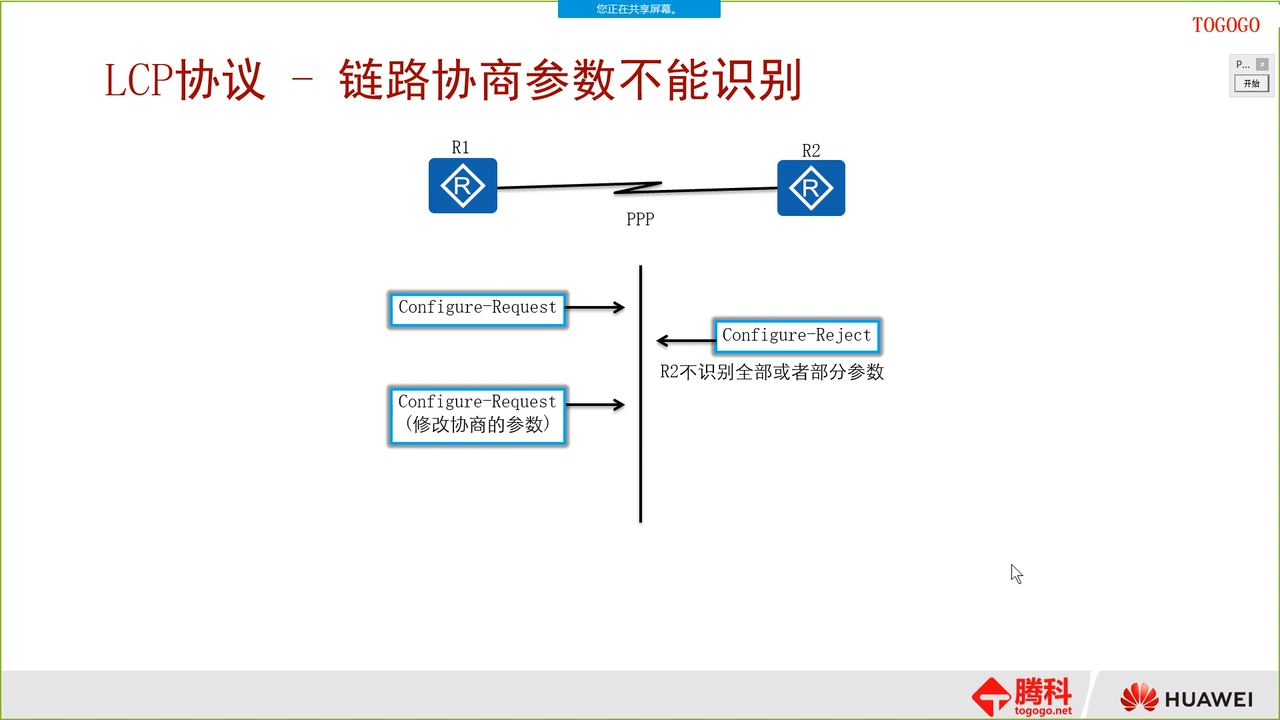 您正在共享屏幕。
TOGOGO
P...
x
开始
LCP协议 - 链路协商参数不能识别
R1
R2
R
R
PPP
Configure-Request
Configure-Reject
R2不识别全部或者部分参数
Configure-Request
(修改协商的参数)
腾科
togogo.net
HUAWEI